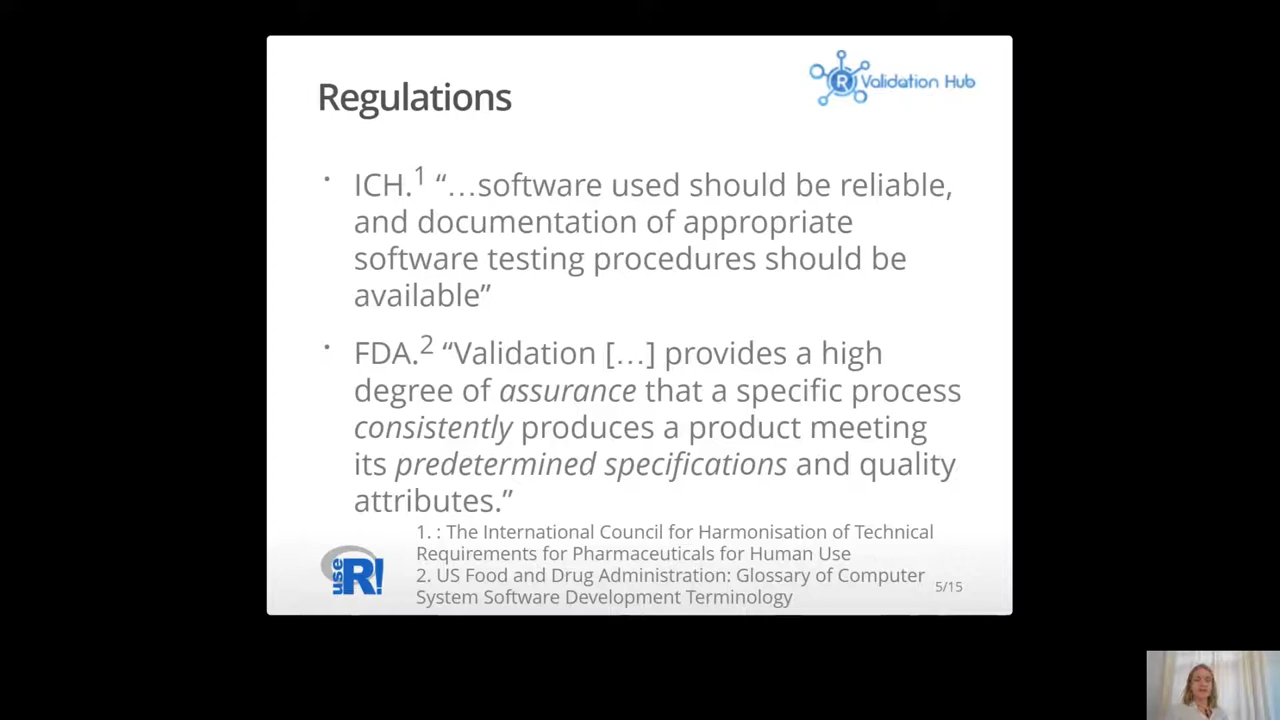 Regulations
R Validation Hub
• ICH.1 “…software used should be reliable,
and documentation of appropriate
software testing procedures should be
available”
• FDA.2 “Validation […] provides a high
degree of assurance that a specific process
consistently produces a product meeting
its predetermined specifications and quality
attributes.”
1. : The International Council for Harmonisation of Technical
Requirements for Pharmaceuticals for Human Use
2. US Food and Drug Administration: Glossary of Computer
System Software Development Terminology
useR!
5/15